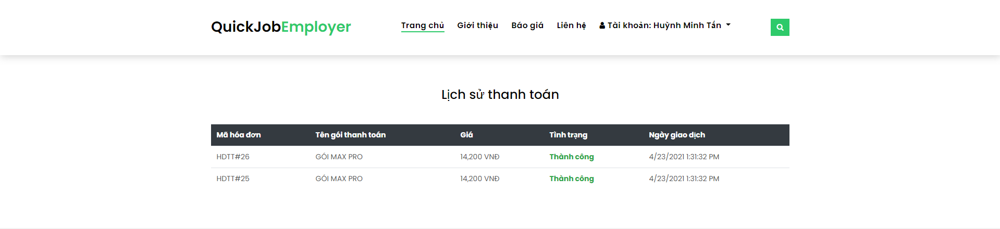 QuickJobEmployer Trang chủ Giới thiệu Báo giá Liên hệ Tài khoản: Huỳnh Minh Tấn
Lịch sử thanh toán
Mã hóa đơn Tên gói thanh toán Giá Tình trạng Ngày giao dịch
HDTT#26 GÓI MAX PRO 14,200 VNĐ Thành công 4/23/2021 1:31:32 PM
HDTT#25 GÓI MAX PRO 14,200 VNĐ Thành công 4/23/2021 1:31:32 PM